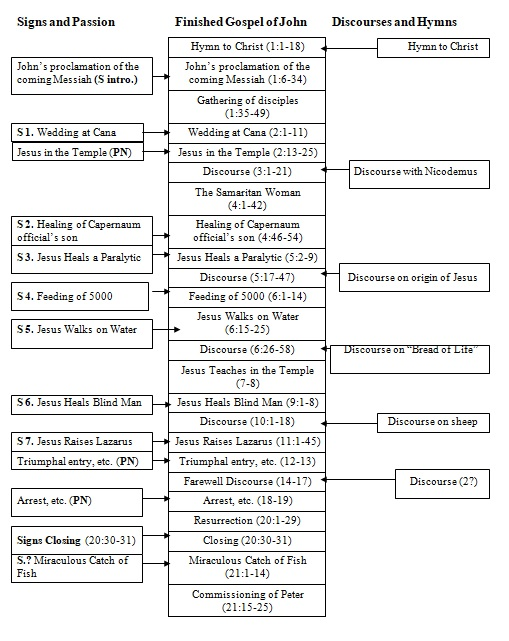 Signs and Passion
Finished Gospel of John
Discourses and Hymns
Hymn to Christ (1:1-18)
Hymn to Christ
John's proclamation of the
coming Messiah (S intro.)
John's proclamation of the
coming Messiah (1:6-34)
Gathering of disciples
(1:35-49)
S 1. Wedding at Cana
Wedding at Cana (2:1-11)
Jesus in the Temple (PN)
Jesus in the Temple (2:13-25)
Discourse (3:1-21)
Discourse with Nicodemus
The Samaritan Woman
(4:1-42)
S 2. Healing of Capernaum
official's son
Healing of Capernaum
official's son (4:46-54)
S 3. Jesus Heals a Paralytic
Jesus Heals a Paralytic (5:2-9)
Discourse (5:17-47)
Discourse on origin of Jesus
S 4. Feeding of 5000
Feeding of 5000 (6:1-14)
S 5. Jesus Walks on Water
Jesus Walks on Water
(6:15-25)
Discourse (6:26-58)
Discourse on "Bread of Life"
Jesus Teaches in the Temple
(7-8)
S 6. Jesus Heals Blind Man
Jesus Heals Blind Man (9:1-8)
Discourse (10:1-18)
Discourse on sheep
S 7. Jesus Raises Lazarus
Jesus Raises Lazarus (11:1-45)
Triumphal entry, etc. (PN)
Triumphal entry, etc. (12-13)
Farewell Discourse (14-17)
Discourse (2?)
Arrest, etc. (PN)
Arrest, etc. (18-19)
Resurrection (20:1-29)
Signs Closing (20:30-31)
Closing (20:30-31)
S.? Miraculous Catch of
Fish
Miraculous Catch of Fish
(21:1-14)
Commissioning of Peter
(21:15-25)